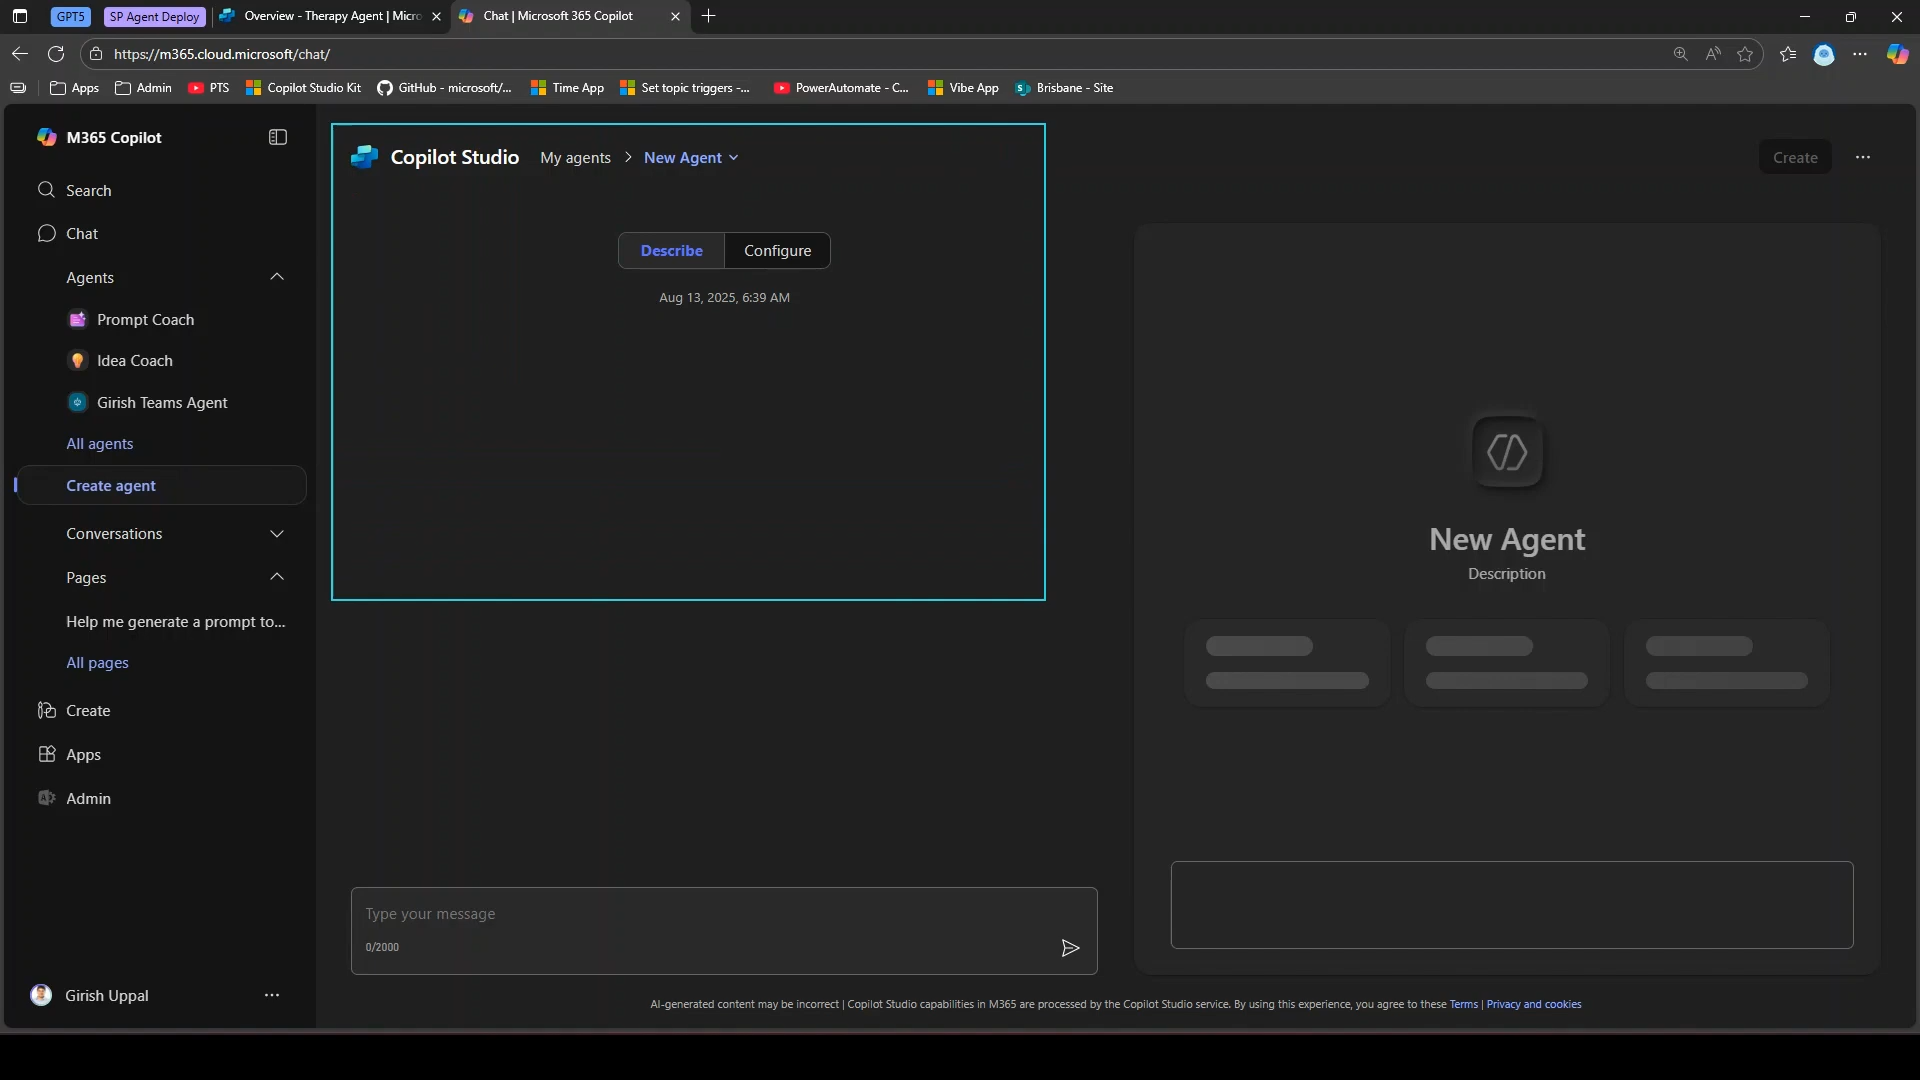 GPT5
SP Agent Deploy
Overview - Therapy Agent | Micro
Chat | Microsoft 365 Copilot
https://m365.cloud.microsoft/chat/
Apps
Admin
PTS
Copilot Studio Kit
GitHub - microsoft/...
Time App
Set topic triggers -...
PowerAutomate - C...
Vibe App
Brisbane - Site
M365 Copilot
Search
Chat
Agents
Prompt Coach
Idea Coach
Girish Teams Agent
All agents
Create agent
Conversations
Pages
Help me generate a prompt to...
All pages
Create
Apps
Admin
Girish Uppal
Copilot Studio
My agents > New Agent
Create
Describe
Configure
Aug 13, 2025, 6:39 AM
New Agent
Description
Type your message
0/2000
AI-generated content may be incorrect | Copilot Studio capabilities in M365 are processed by the Copilot Studio service. By using this experience, you agree to these Terms | Privacy and cookies